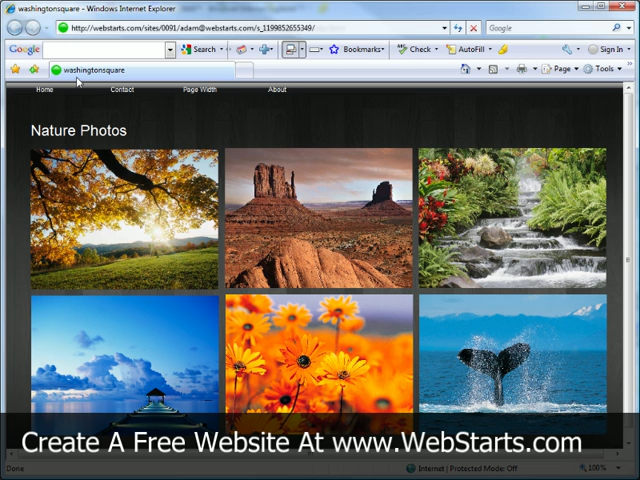 washingtonsquare - Windows Internet Explorer
http://webstarts.com/sites/0091/adam@webstarts.com/s_1199852655349/
Google
Google Search Bookmarks Check AutoFill Sign In
washingtonsquare Page Tools
Home Contact Page Width About
Nature Photos
Create A Free Website At www.WebStarts.com
Done Internet | Protected Mode: Off 100%